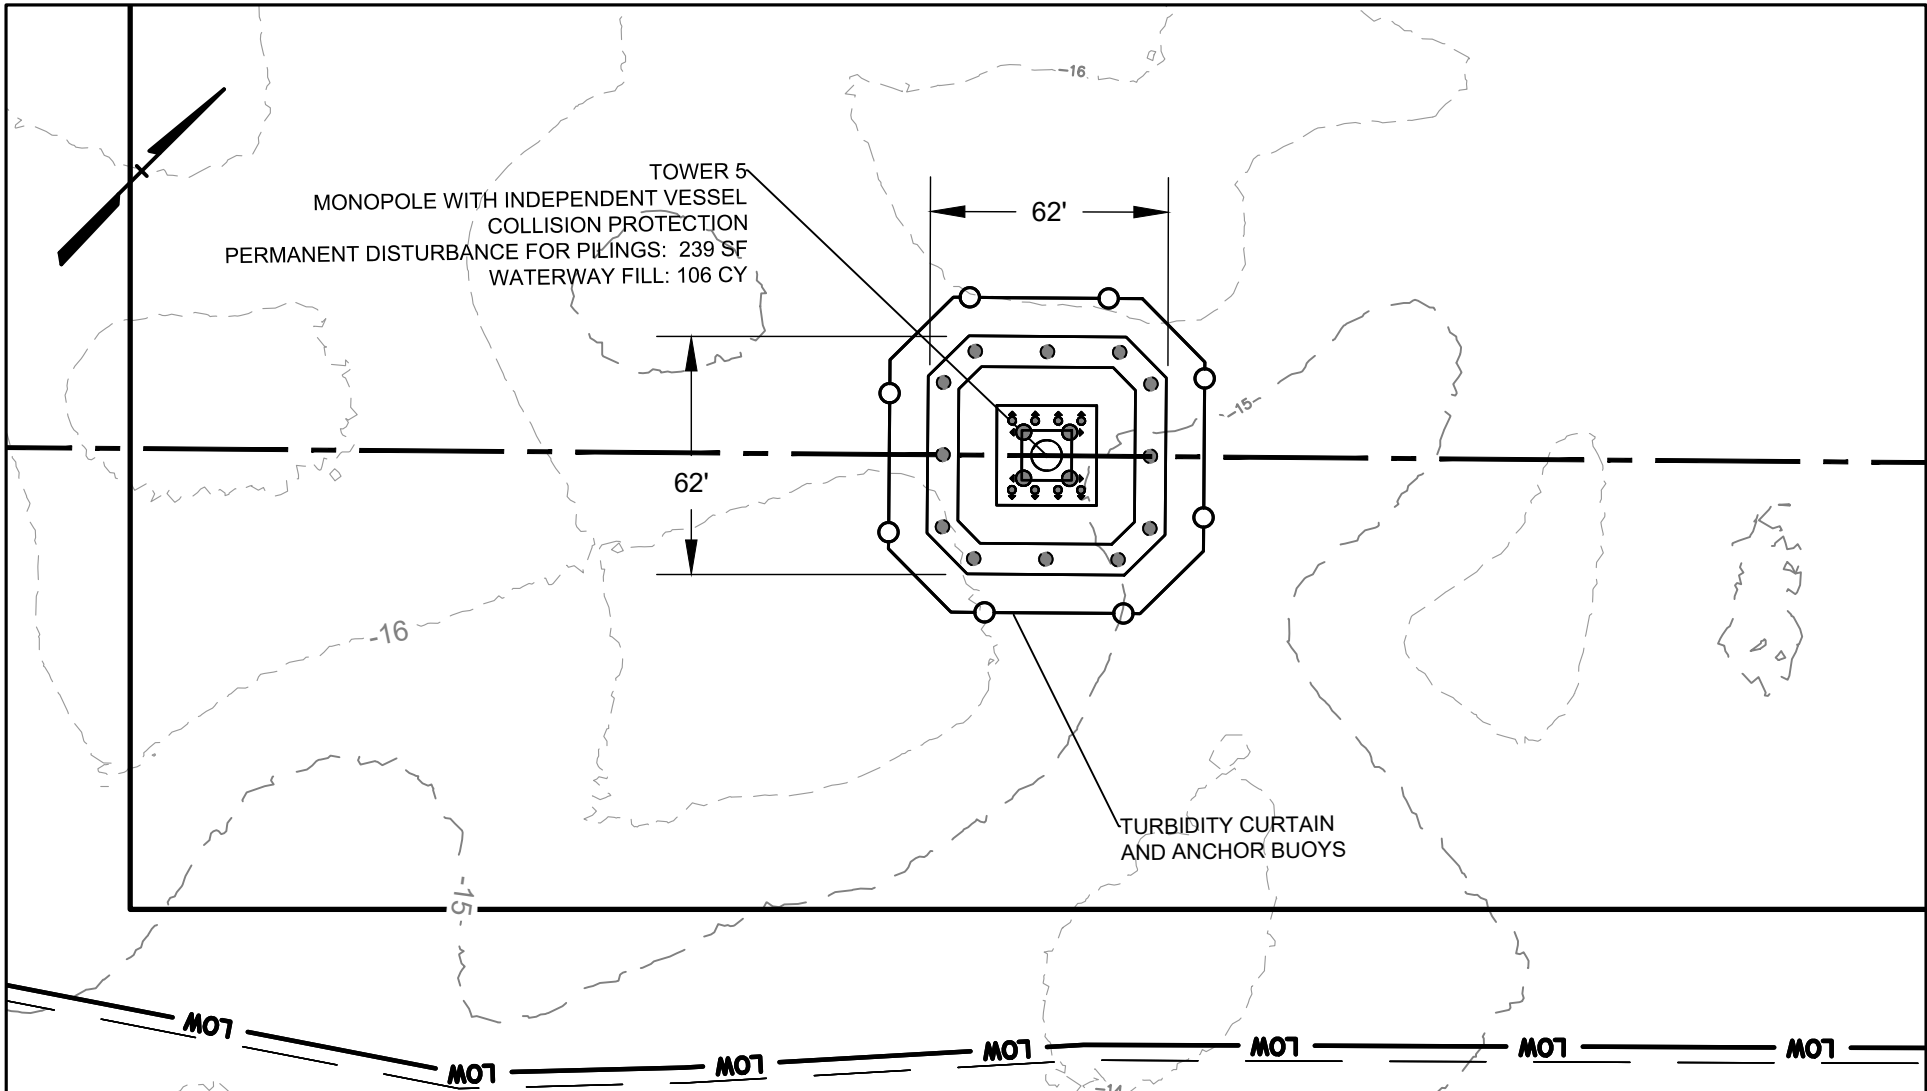 -16
TOWER 5
MONOPOLE WITH INDEPENDENT VESSEL
COLLISION PROTECTION
PERMANENT DISTURBANCE FOR PILINGS: 239 SF
WATERWAY FILL: 106 CY
62'
-15-
62'
-16
TURBIDITY CURTAIN
AND ANCHOR BUOYS
-15-
LOW
LOW
LOW
LOW
LOW
LOW
LOW
-14